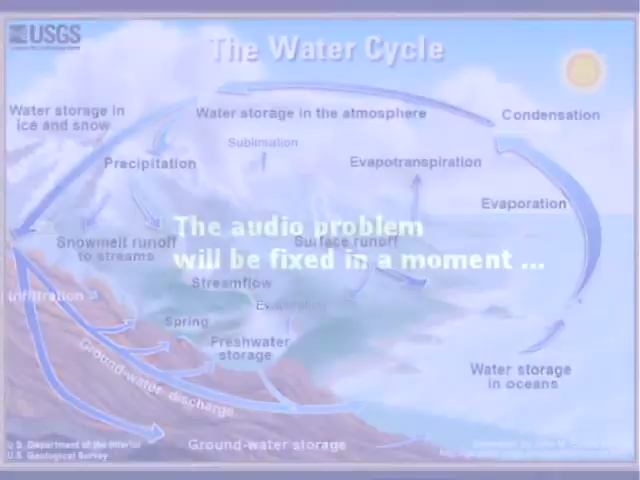 USGS
The Water Cycle
Water storage in
ice and snow
Water storage in the atmosphere
Condensation
Sublimation
Precipitation
Evapotranspiration
Evaporation
The audio problem
will be fixed in a moment ...
Snowmelt runoff
to streams
Surface runoff
Streamflow
Evaporation
Infiltration
Spring
Freshwater
storage
Ground-water discharge
Water storage
in oceans
U.S. Department of the Interior
U.S. Geological Survey
Ground-water storage